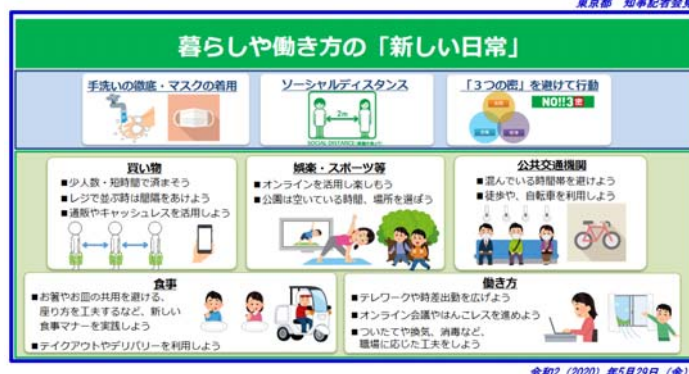 東京都 知事記者会見
暮らしや働き方の「新しい日常」
手洗いの徹底・マスクの着用
ソーシャルディスタンス
2m
SOCIAL DISTANCE
「３つの密」を避けて行動
NO!!3密
買い物
■少人数・短時間で済まそう
■レジで並ぶ時は間隔をあけよう
■通販やキャッシュレスを活用しよう
娯楽・スポーツ等
■オンラインを活用し楽しもう
■公園は空いている時間、場所を選ぼう
公共交通機関
■混んでいる時間帯を避けよう
■徒歩や、自転車を利用しよう
食事
■お箸やお皿の共用を避ける、
座り方を工夫するなど、新しい
食事マナーを実践しよう
■テイクアウトやデリバリーを利用しよう
働き方
■テレワークや時差出勤を広げよう
■オンライン会議やはんこレスを進めよう
■ついたてや換気、消毒など、
職場に応じた工夫をしよう
令和2（2020）年5月29日（金）